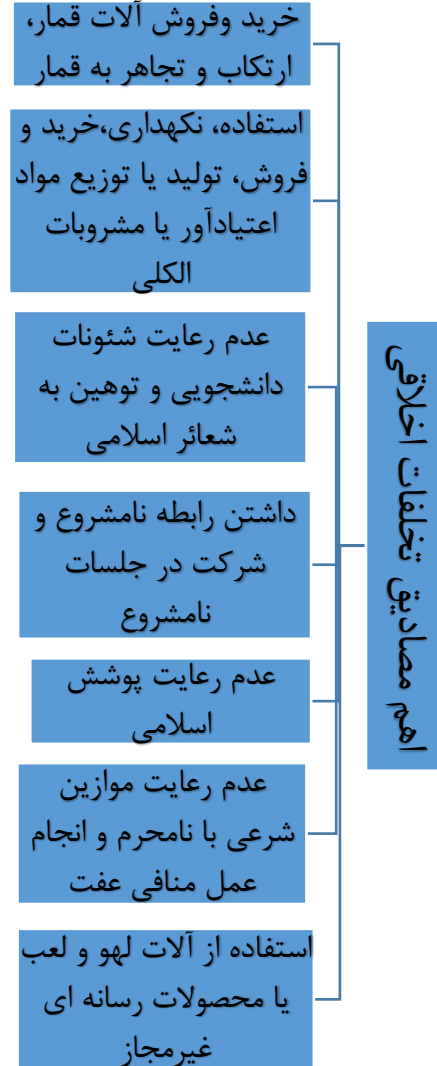 اهم مصادیق تخلفات اخلاقی
خرید وفروش آلات قمار،
ارتکاب و تجاهر به قمار
استفاده، نکهداری،خرید و
فروش، تولید یا توزیع مواد
اعتیادآور یا مشروبات
الکلی
عدم رعایت شئونات
دانشجویی و توهین به
شعائر اسلامی
داشتن رابطه نامشروع و
شرکت در جلسات
نامشروع
عدم رعایت پوشش
اسلامی
عدم رعایت موازین
شرعی با نامحرم و انجام
عمل منافی عفت
استفاده از آلات لهو و لعب
یا محصولات رسانه ای
غیرمجاز